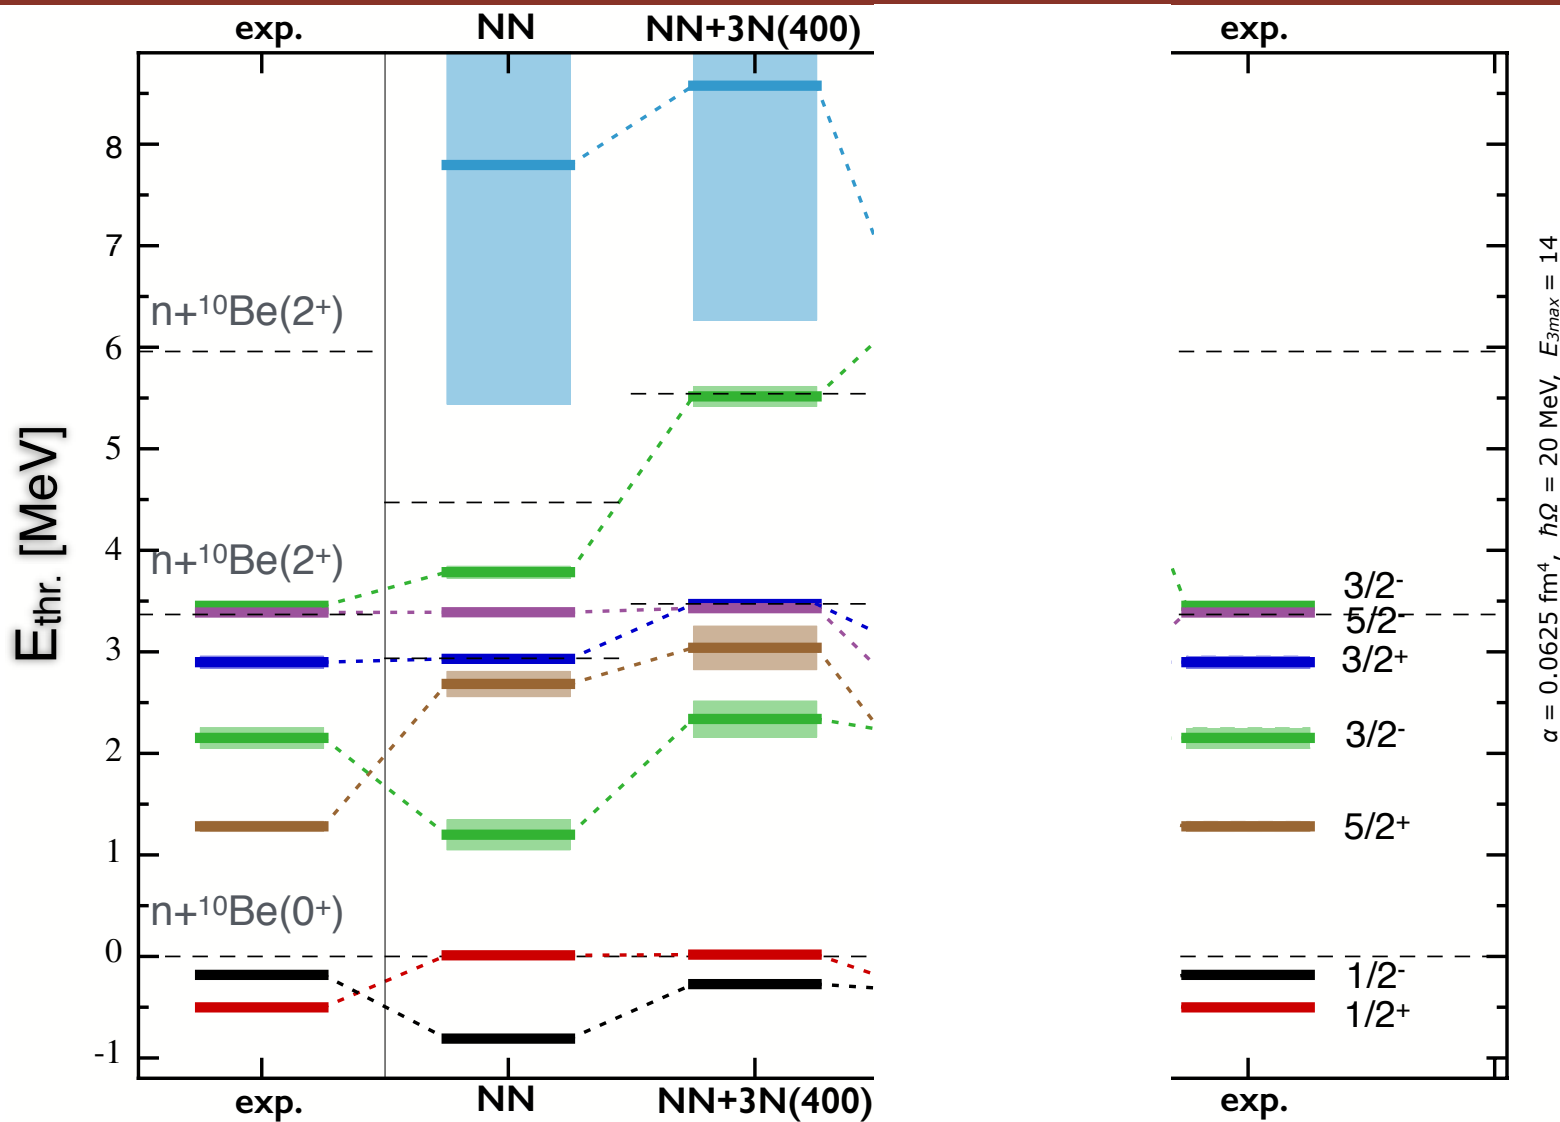 exp. NN NN+3N(400) exp.
8
7
n+¹⁰Be(2⁺)
6
5
4
n+¹⁰Be(2⁺)
3
2
1
n+¹⁰Be(0⁺)
0
-1
Ethr. [MeV]
3/2⁻
5/2⁻
3/2⁺
3/2⁻
5/2⁺
1/2⁻
1/2⁺
α = 0.0625 fm⁴, ℏΩ = 20 MeV, E3max = 14
exp. NN NN+3N(400) exp.